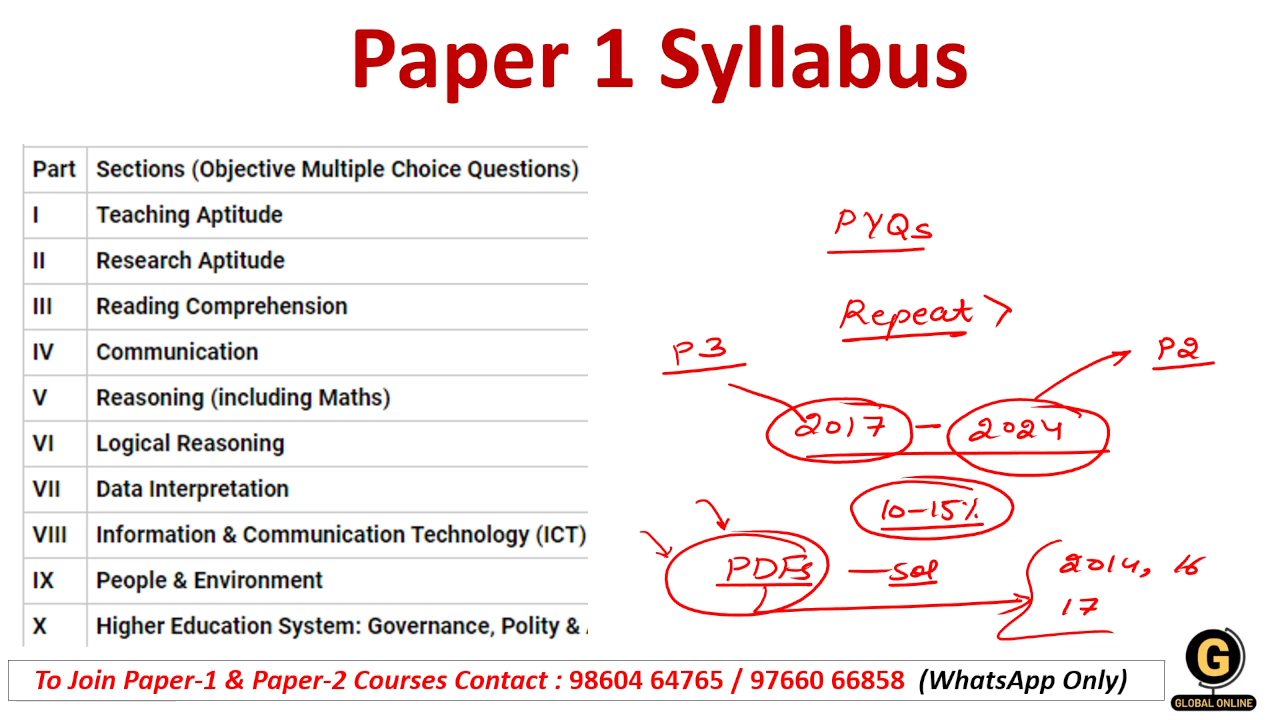 Paper 1 Syllabus
Part Sections (Objective Multiple Choice Questions)
I Teaching Aptitude
II Research Aptitude
III Reading Comprehension
IV Communication
V Reasoning (including Maths)
VI Logical Reasoning
VII Data Interpretation
VIII Information & Communication Technology (ICT)
IX People & Environment
X Higher Education System: Governance, Polity &
PYQs
Repeat
P3
P2
2017 - 2024
10-15%
PDFs - Sol
2014, 16
17
To Join Paper-1 & Paper-2 Courses Contact : 98604 64765 / 97660 66858 (WhatsApp Only)
G
GLOBAL ONLINE